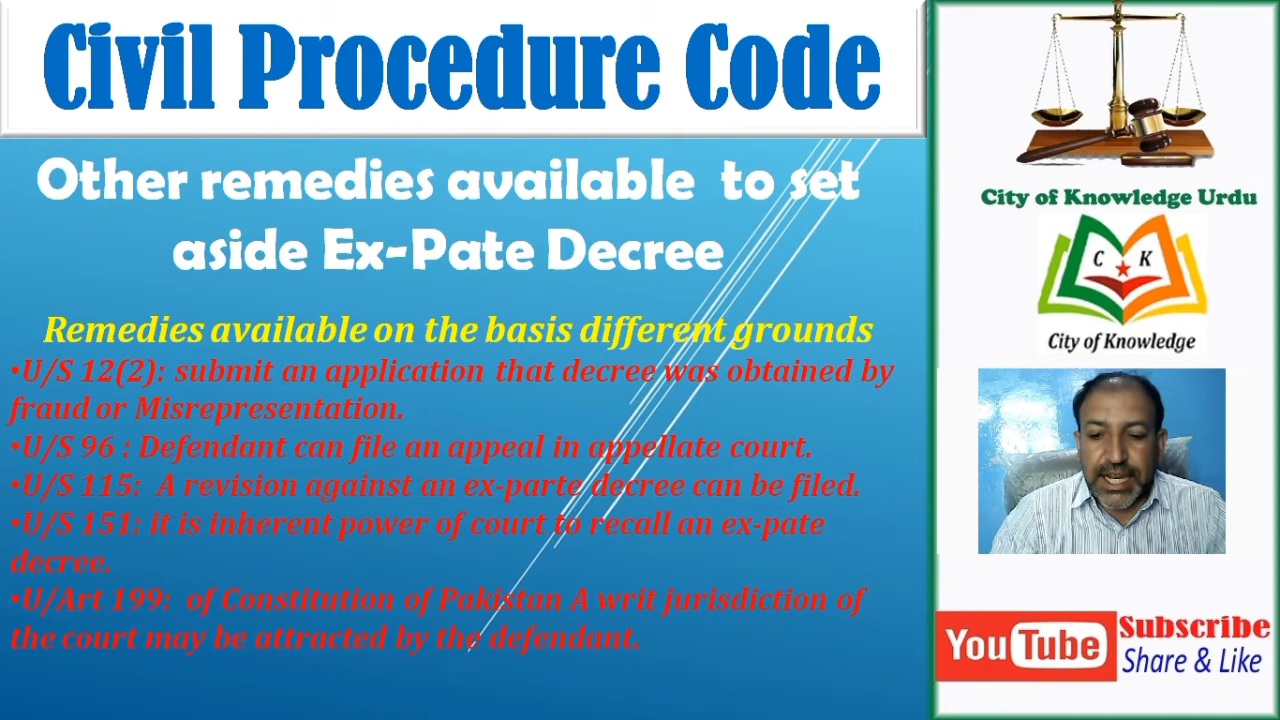 Civil Procedure Code
Other remedies available to set
aside Ex-Pate Decree
Remedies available on the basis different grounds
•U/S 12(2): submit an application that decree was obtained by
fraud or Misrepresentation.
•U/S 96 : Defendant can file an appeal in appellate court.
•U/S 115: A revision against an ex-parte decree can be filed.
•U/S 151: it is inherent power of court to recall an ex-pate
decree.
•U/Art 199: of Constitution of Pakistan A writ jurisdiction of
the court may be attracted by the defendant.
City of Knowledge Urdu
C K
City of Knowledge
YouTube
Subscribe
Share & Like